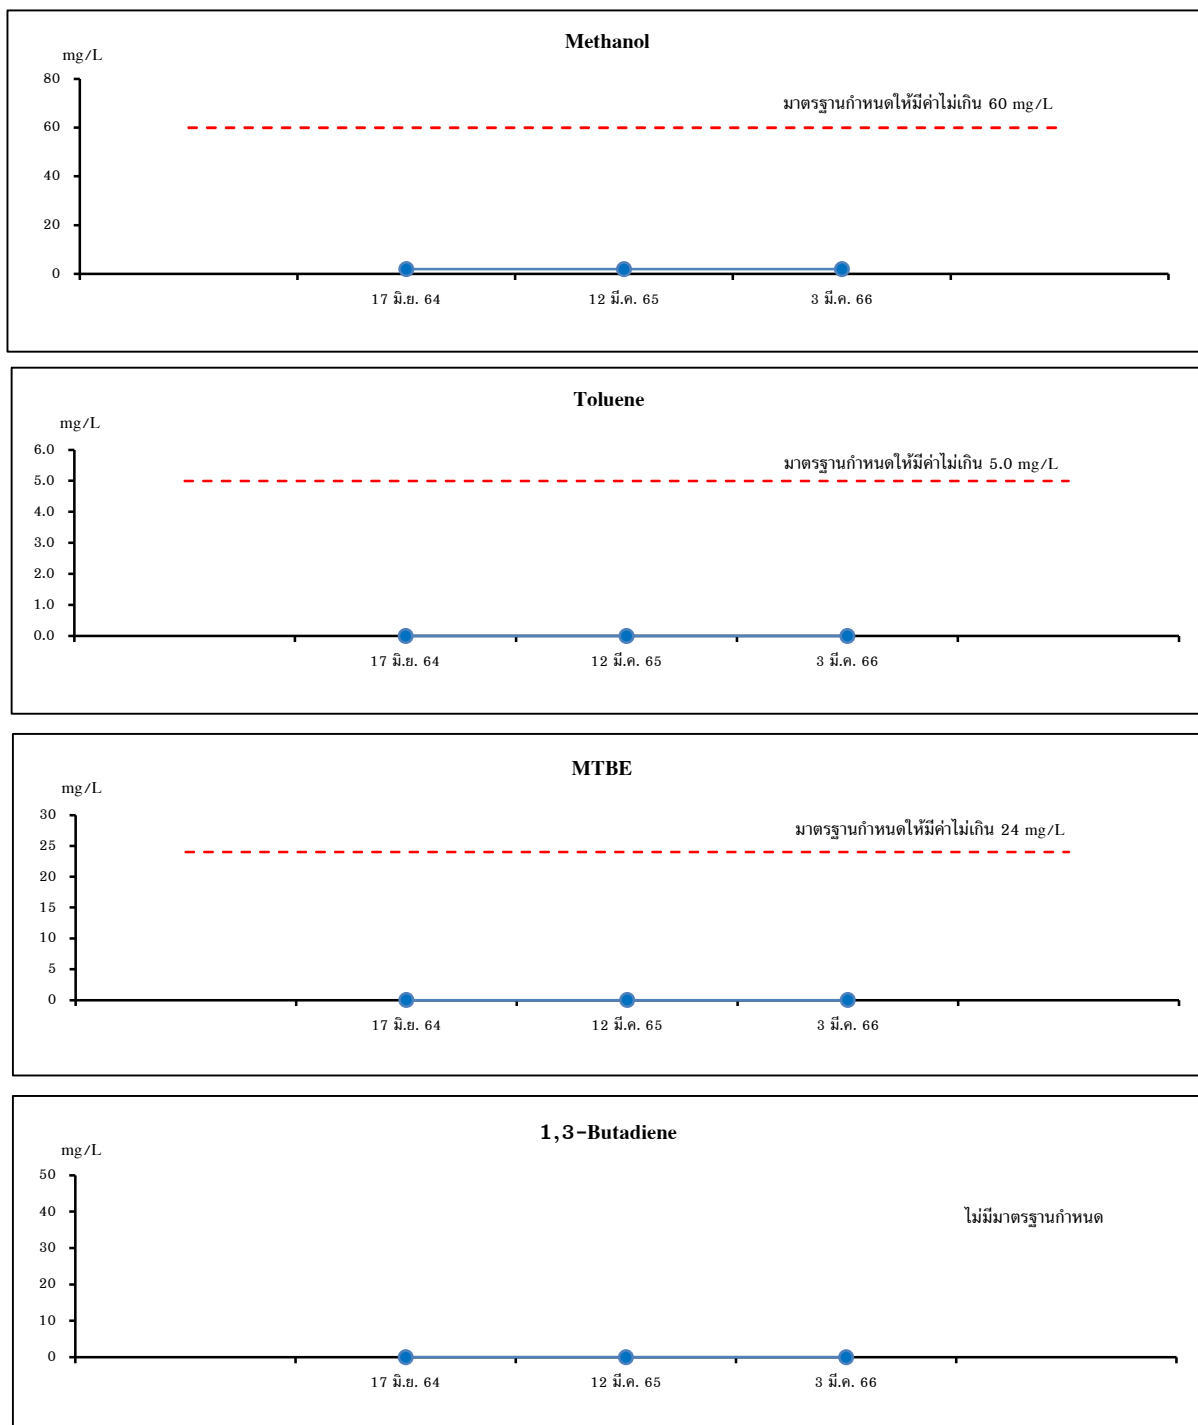 Methanol
mg/L
80
มาตรฐานกำหนดให้มีค่าไม่เกิน 60 mg/L
60
40
20
0
17 มิ.ย. 64 12 มี.ค. 65 3 มี.ค. 66
Toluene
mg/L
6.0
มาตรฐานกำหนดให้มีค่าไม่เกิน 5.0 mg/L
5.0
4.0
3.0
2.0
1.0
0.0
17 มิ.ย. 64 12 มี.ค. 65 3 มี.ค. 66
MTBE
mg/L
30
มาตรฐานกำหนดให้มีค่าไม่เกิน 24 mg/L
25
20
15
10
5
0
17 มิ.ย. 64 12 มี.ค. 65 3 มี.ค. 66
1,3-Butadiene
mg/L
50
40
ไม่มีมาตรฐานกำหนด
30
20
10
0
17 มิ.ย. 64 12 มี.ค. 65 3 มี.ค. 66